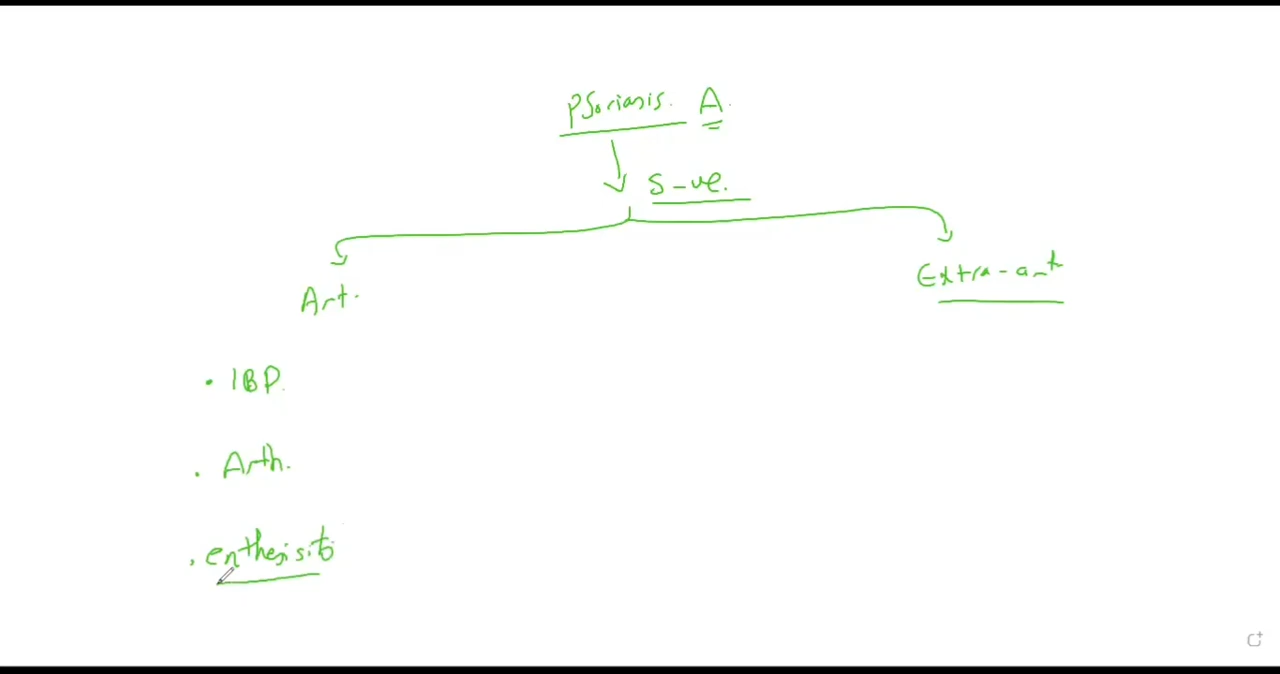 Psoriasis. A.
S-ve.
Art.
Extra-art
• IBP.
. Arth.
. enthesitis